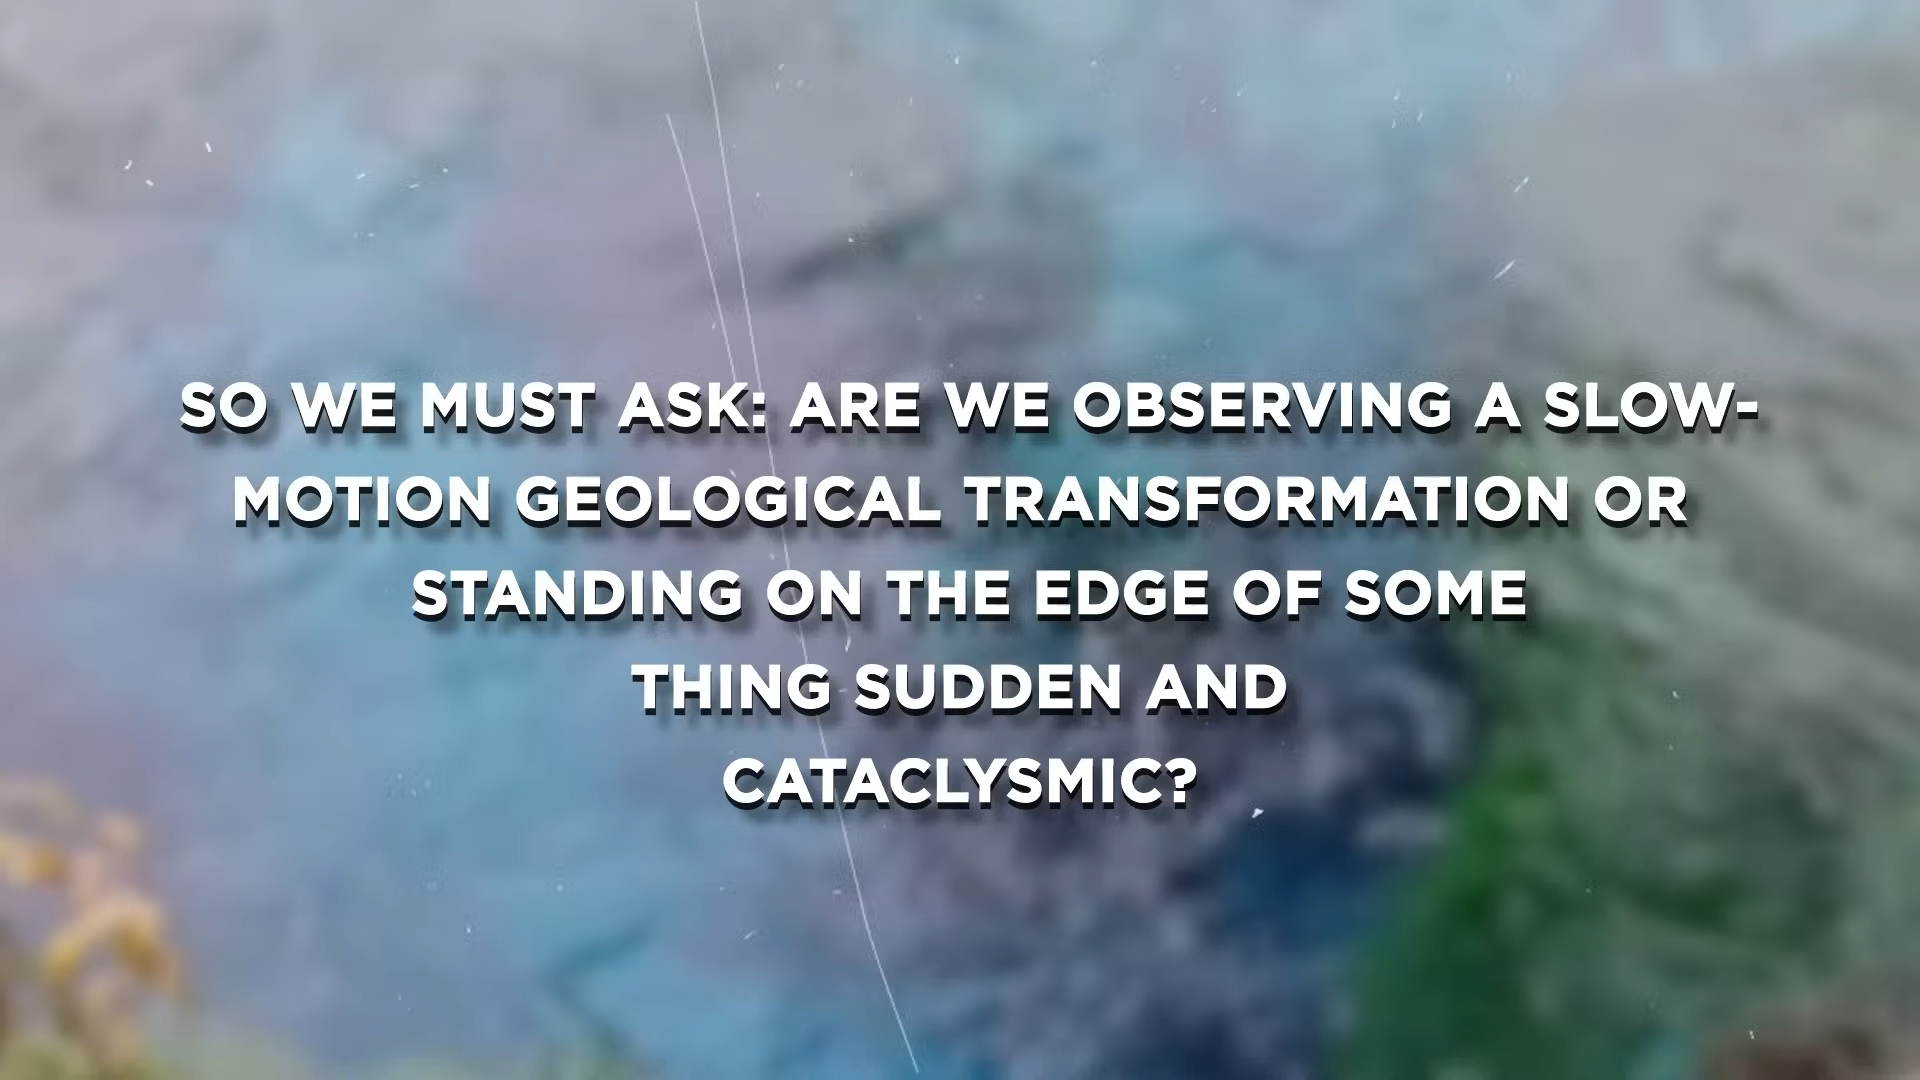 SO WE MUST ASK: ARE WE OBSERVING A SLOW-
MOTION GEOLOGICAL TRANSFORMATION OR
STANDING ON THE EDGE OF SOME
THING SUDDEN AND
CATACLYSMIC?